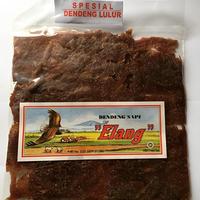 SPESIAL
DENDENG LULUR
DENDENG SAPI
"Elang"